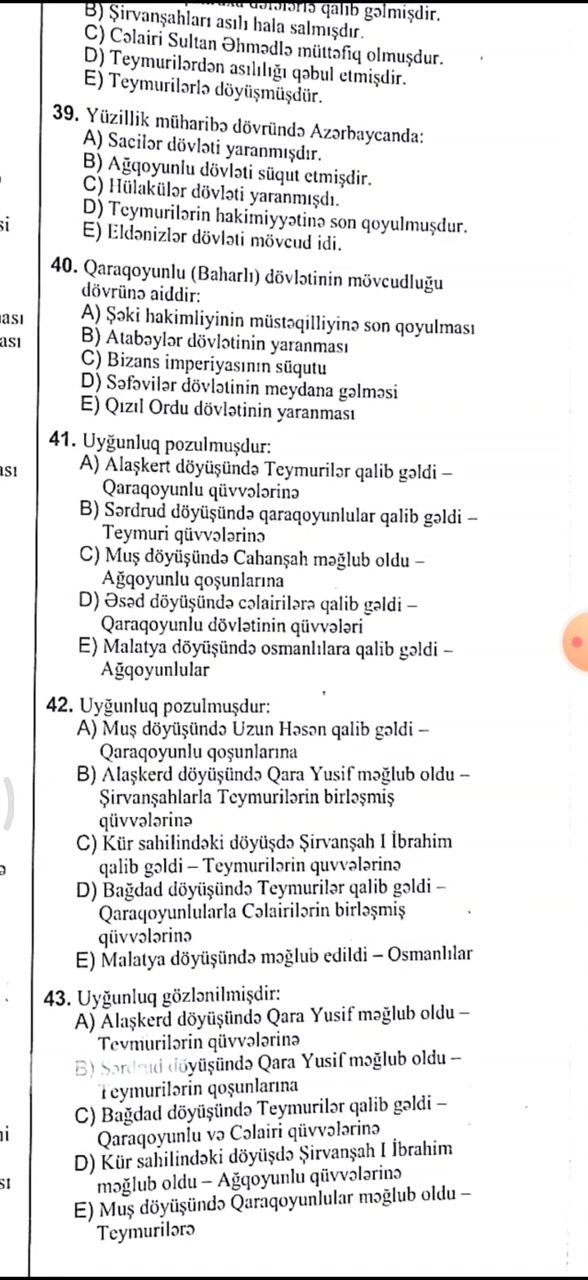 qalib gəlmişdir.
B) Şirvanşahları asılı hala salmışdır.
C) Cəlairi Sultan Əhmədlə müttəfiq olmuşdur.
D) Teymurilərdən asılılığı qəbul etmişdir.
E) Teymurilərlə döyüşmüşdür.
39. Yüzillik müharibə dövründə Azərbaycanda:
A) Sacilər dövləti yaranmışdır.
B) Ağqoyunlu dövləti süqut etmişdir.
C) Hülakülər dövləti yaranmışdı.
D) Teymurilərin hakimiyyətinə son qoyulmuşdur.
E) Eldənizlər dövləti mövcud idi.
40. Qaraqoyunlu (Baharlı) dövlətinin mövcudluğu
dövrünə aiddir:
A) Şəki hakimliyinin müstəqilliyinə son qoyulması
B) Atabəylər dövlətinin yaranması
C) Bizans imperiyasının süqutu
D) Səfəvilər dövlətinin meydana gəlməsi
E) Qızıl Ordu dövlətinin yaranması
41. Uyğunluq pozulmuşdur:
A) Alaşkert döyüşündə Teymurilər qalib gəldi –
Qaraqoyunlu qüvvələrinə
B) Sərdrud döyüşündə qaraqoyunlular qalib gəldi –
Teymuri qüvvələrinə
C) Muş döyüşündə Cahanşah məğlub oldu –
Ağqoyunlu qoşunlarına
D) Əsəd döyüşündə cəlairilərə qalib gəldi –
Qaraqoyunlu dövlətinin qüvvələri
E) Malatya döyüşündə osmanlılara qalib gəldi –
Ağqoyunlular
42. Uyğunluq pozulmuşdur:
A) Muş döyüşündə Uzun Həsən qalib gəldi –
Qaraqoyunlu qoşunlarına
B) Alaşkerd döyüşündə Qara Yusif məğlub oldu –
Şirvanşahlarla Teymurilərin birləşmiş
qüvvələrinə
C) Kür sahilindəki döyüşdə Şirvanşah I İbrahim
qalib gəldi – Teymurilərin quvvələrinə
D) Bağdad döyüşündə Teymurilər qalib gəldi –
Qaraqoyunlularla Cəlairilərin birləşmiş
qüvvələrinə
E) Malatya döyüşündə məğlub edildi – Osmanlılar
43. Uyğunluq gözlənilmişdir:
A) Alaşkerd döyüşündə Qara Yusif məğlub oldu –
Teymurilərin qüvvələrinə
B) Sərdrud döyüşündə Qara Yusif məğlub oldu –
Teymurilərin qoşunlarına
C) Bağdad döyüşündə Teymurilər qalib gəldi –
Qaraqoyunlu və Cəlairi qüvvələrinə
D) Kür sahilindəki döyüşdə Şirvanşah I İbrahim
məğlub oldu – Ağqoyunlu qüvvələrinə
E) Muş döyüşündə Qaraqoyunlular məğlub oldu –
Teymurilərə